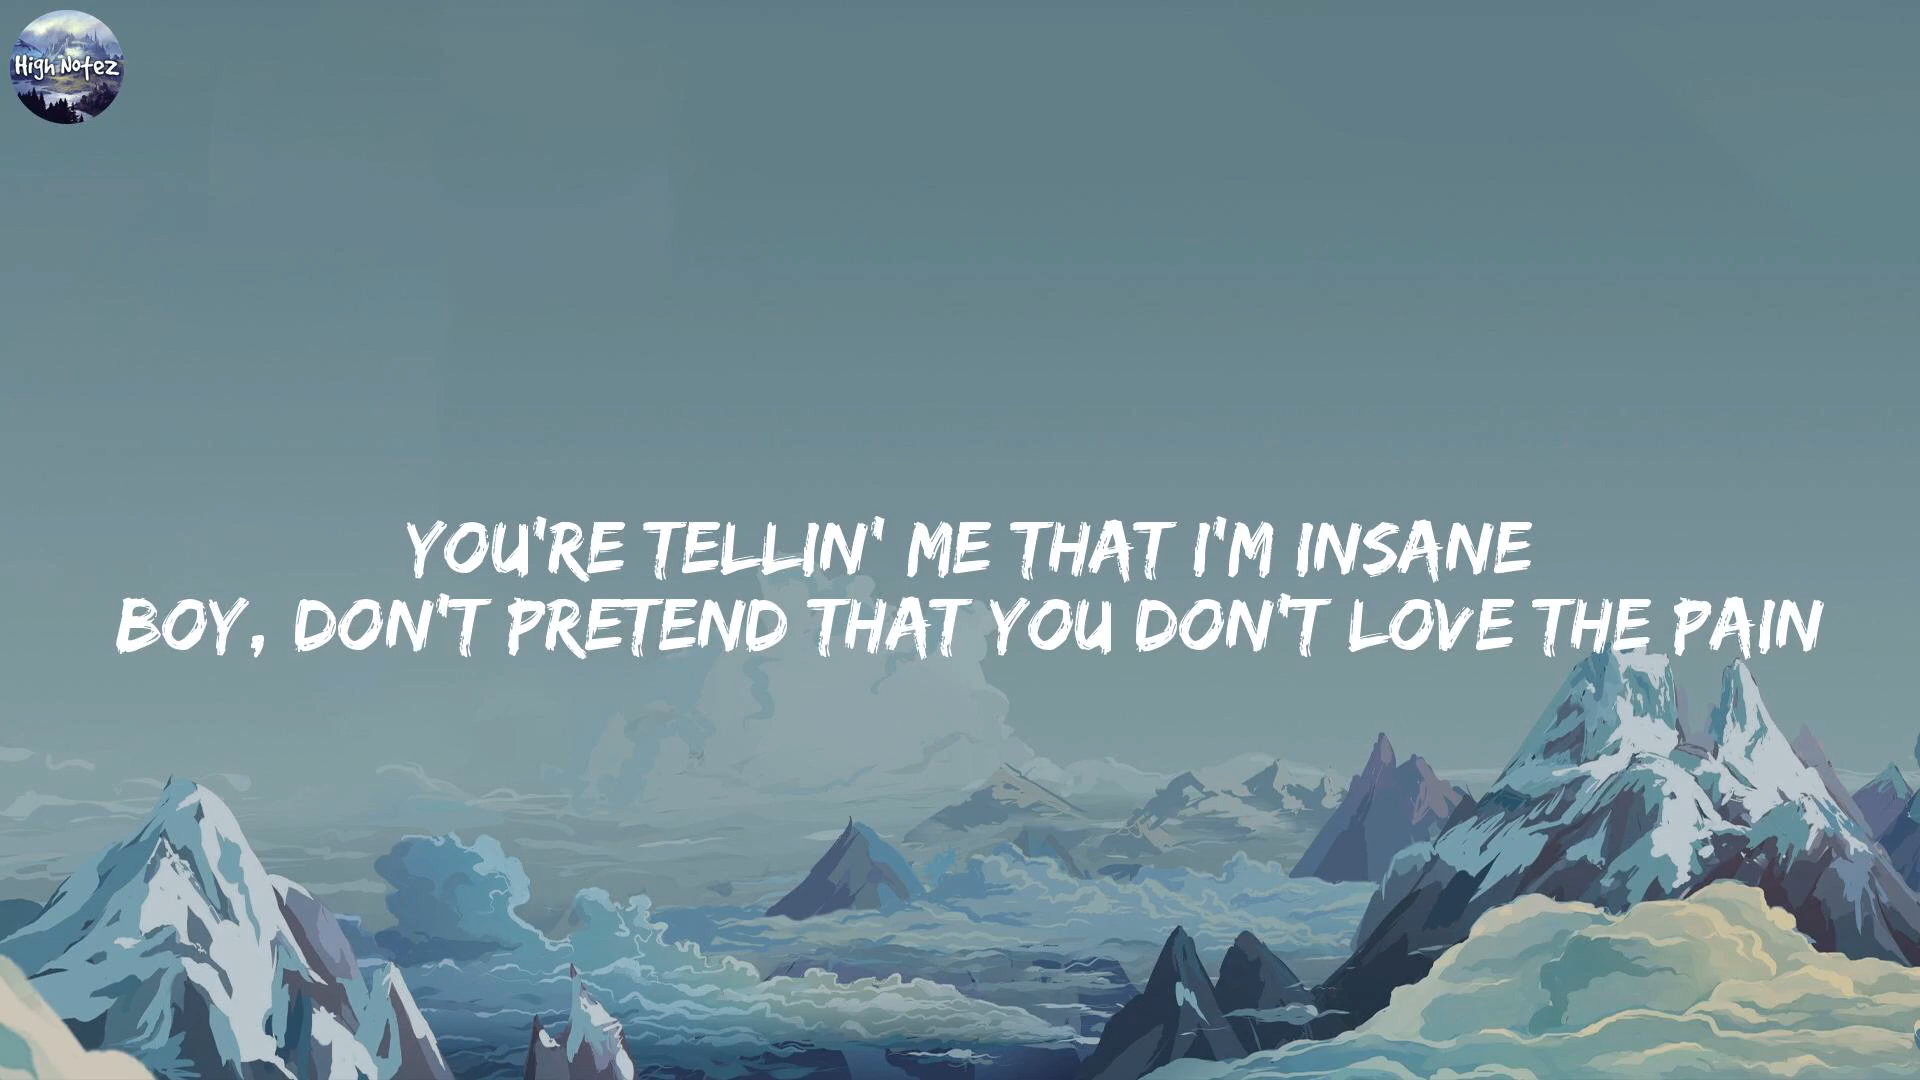 High Notez
YOU'RE TELLIN' ME THAT I'M INSANE
BOY, DON'T PRETEND THAT YOU DON'T LOVE THE PAIN